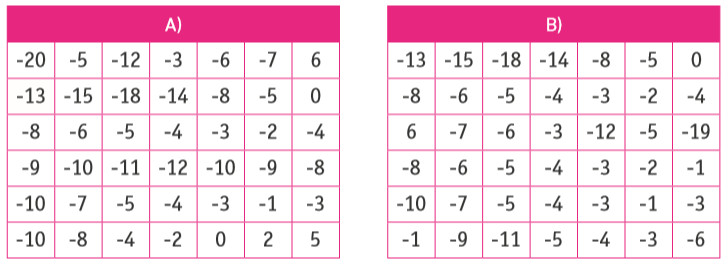 A)
-20 -5 -12 -3 -6 -7 6
-13 -15 -18 -14 -8 -5 0
-8 -6 -5 -4 -3 -2 -4
-9 -10 -11 -12 -10 -9 -8
-10 -7 -5 -4 -3 -1 -3
-10 -8 -4 -2 0 2 5
B)
-13 -15 -18 -14 -8 -5 0
-8 -6 -5 -4 -3 -2 -4
6 -7 -6 -3 -12 -5 -19
-8 -6 -5 -4 -3 -2 -1
-10 -7 -5 -4 -3 -1 -3
-1 -9 -11 -5 -4 -3 -6